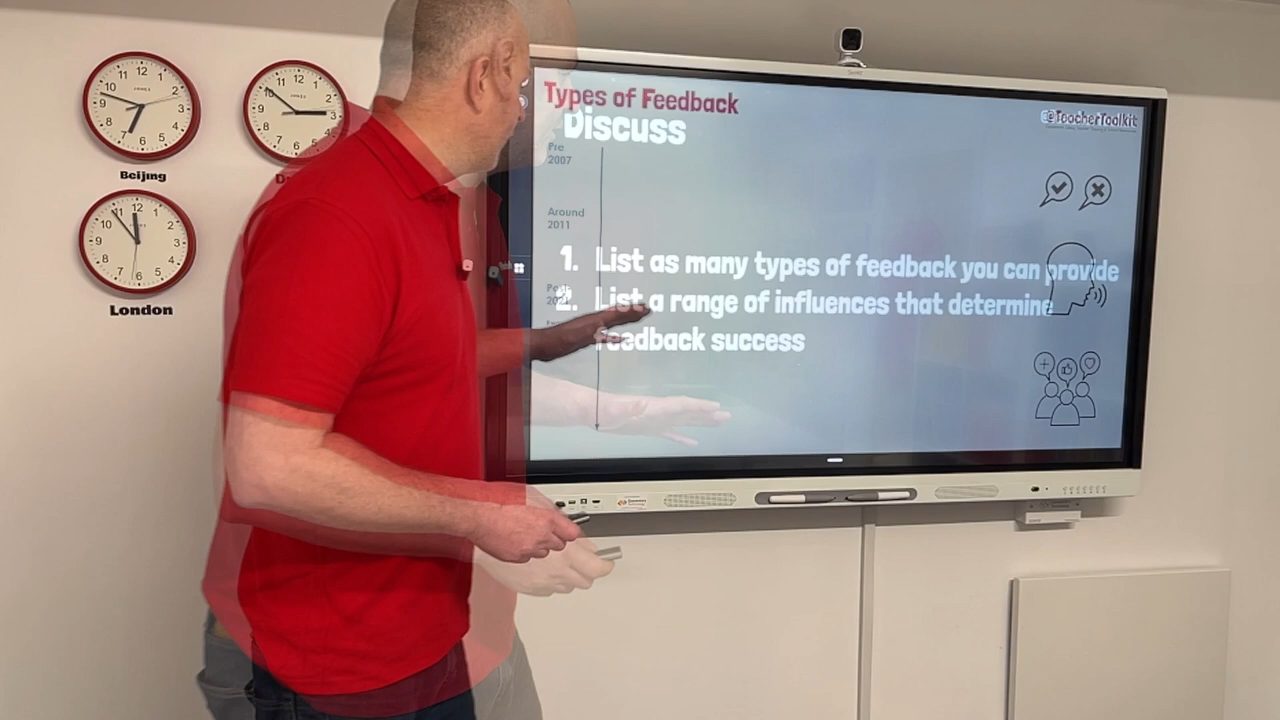 Types of Feedback
Discuss
@TeacherToolkit
Pre
2007
Around
2011
1. List as many types of feedback you can provide
2. List a range of influences that determine
feedback success
Beijing
London